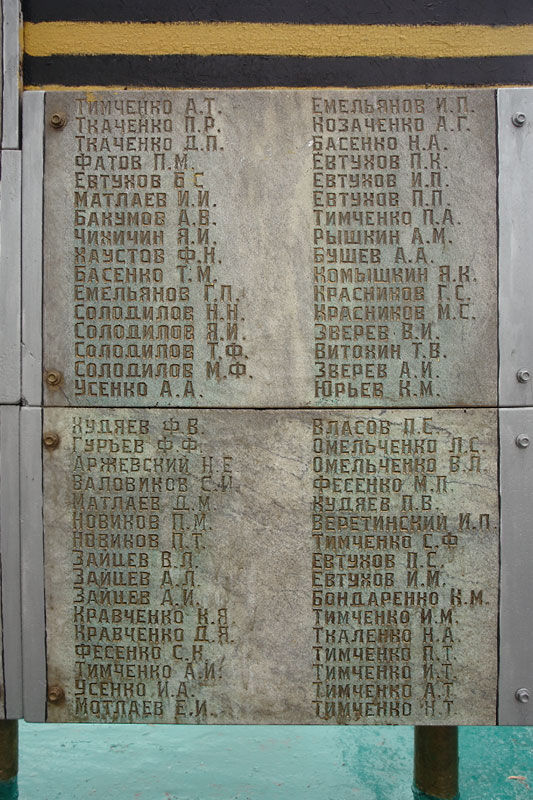 ТИМЧЕНКО А.Т.
ТКАЧЕНКО П.Р.
ТКАЧЕНКО Д.П.
ФАТОВ П.М.
ЕВТУХОВ Б.С
МАТЛАЕВ И.И.
БАКУМОВ А.В.
ЧИХИЧИН Я.И.
ХАУСТОВ Ф.Н.
БАСЕНКО Т.М.
ЕМЕЛЬЯНОВ Г.П.
СОЛОДИЛОВ Н.Н.
СОЛОДИЛОВ Я.И.
СОЛОДИЛОВ Т.Ф.
СОЛОДИЛОВ М.Ф.
УСЕНКО А.А.
ЕМЕЛЬЯНОВ И.П.
КОЗАЧЕНКО А.Г.
БАСЕНКО Н.А.
ЕВТУХОВ П.К.
ЕВТУХОВ И.П.
ЕВТУХОВ П.П.
ТИМЧЕНКО П.А.
РЫШКИН А.М.
БУШЕВ А.А.
КОМЫШКИН Я.К.
КРАСНИКОВ Г.С.
КРАСНИКОВ М.Е.
ЗВЕРЕВ В.И.
ВИТОХИН Т.В.
ЗВЕРЕВ А.И.
ЮРЬЕВ К.М.
ХУДЯЕВ Ф.В.
ГУРЬЕВ Ф.Ф.
АРЖЕВСКИЙ Н.Е
ВАЛОВИКОВ С.И.
МАТЛАЕВ Д.М.
НОВИКОВ П.М.
НОВИКОВ П.Т.
ЗАЙЦЕВ В.Л.
ЗАЙЦЕВ А.Л.
ЗАЙЦЕВ А.И.
КРАВЧЕНКО К.Я
КРАВЧЕНКО Д.Я.
ФЕСЕНКО С.К.
ТИМЧЕНКО А.И.
УСЕНКО И.А.
МОТЛАЕВ Е.И.
ВЛАСОВ П.Е.
ОМЕЛЬЧЕНКО Л.С.
ОМЕЛЬЧЕНКО В.Л.
ФЕСЕНКО М.П.
КУДЯЕВ П.В.
ВЕРЕТИНСКИЙ И.П.
ТИМЧЕНКО С.Ф
ЕВТУХОВ П.С.
ЕВТУХОВ И.М.
БОНДАРЕНКО К.М.
ТИМЧЕНКО И.М.
ТКАЛЕНКО Н.А.
ТИМЧЕНКО П.Т
ТИМЧЕНКО И.Т.
ТИМЧЕНКО А.Т
ТИМЧЕНКО Н.Т